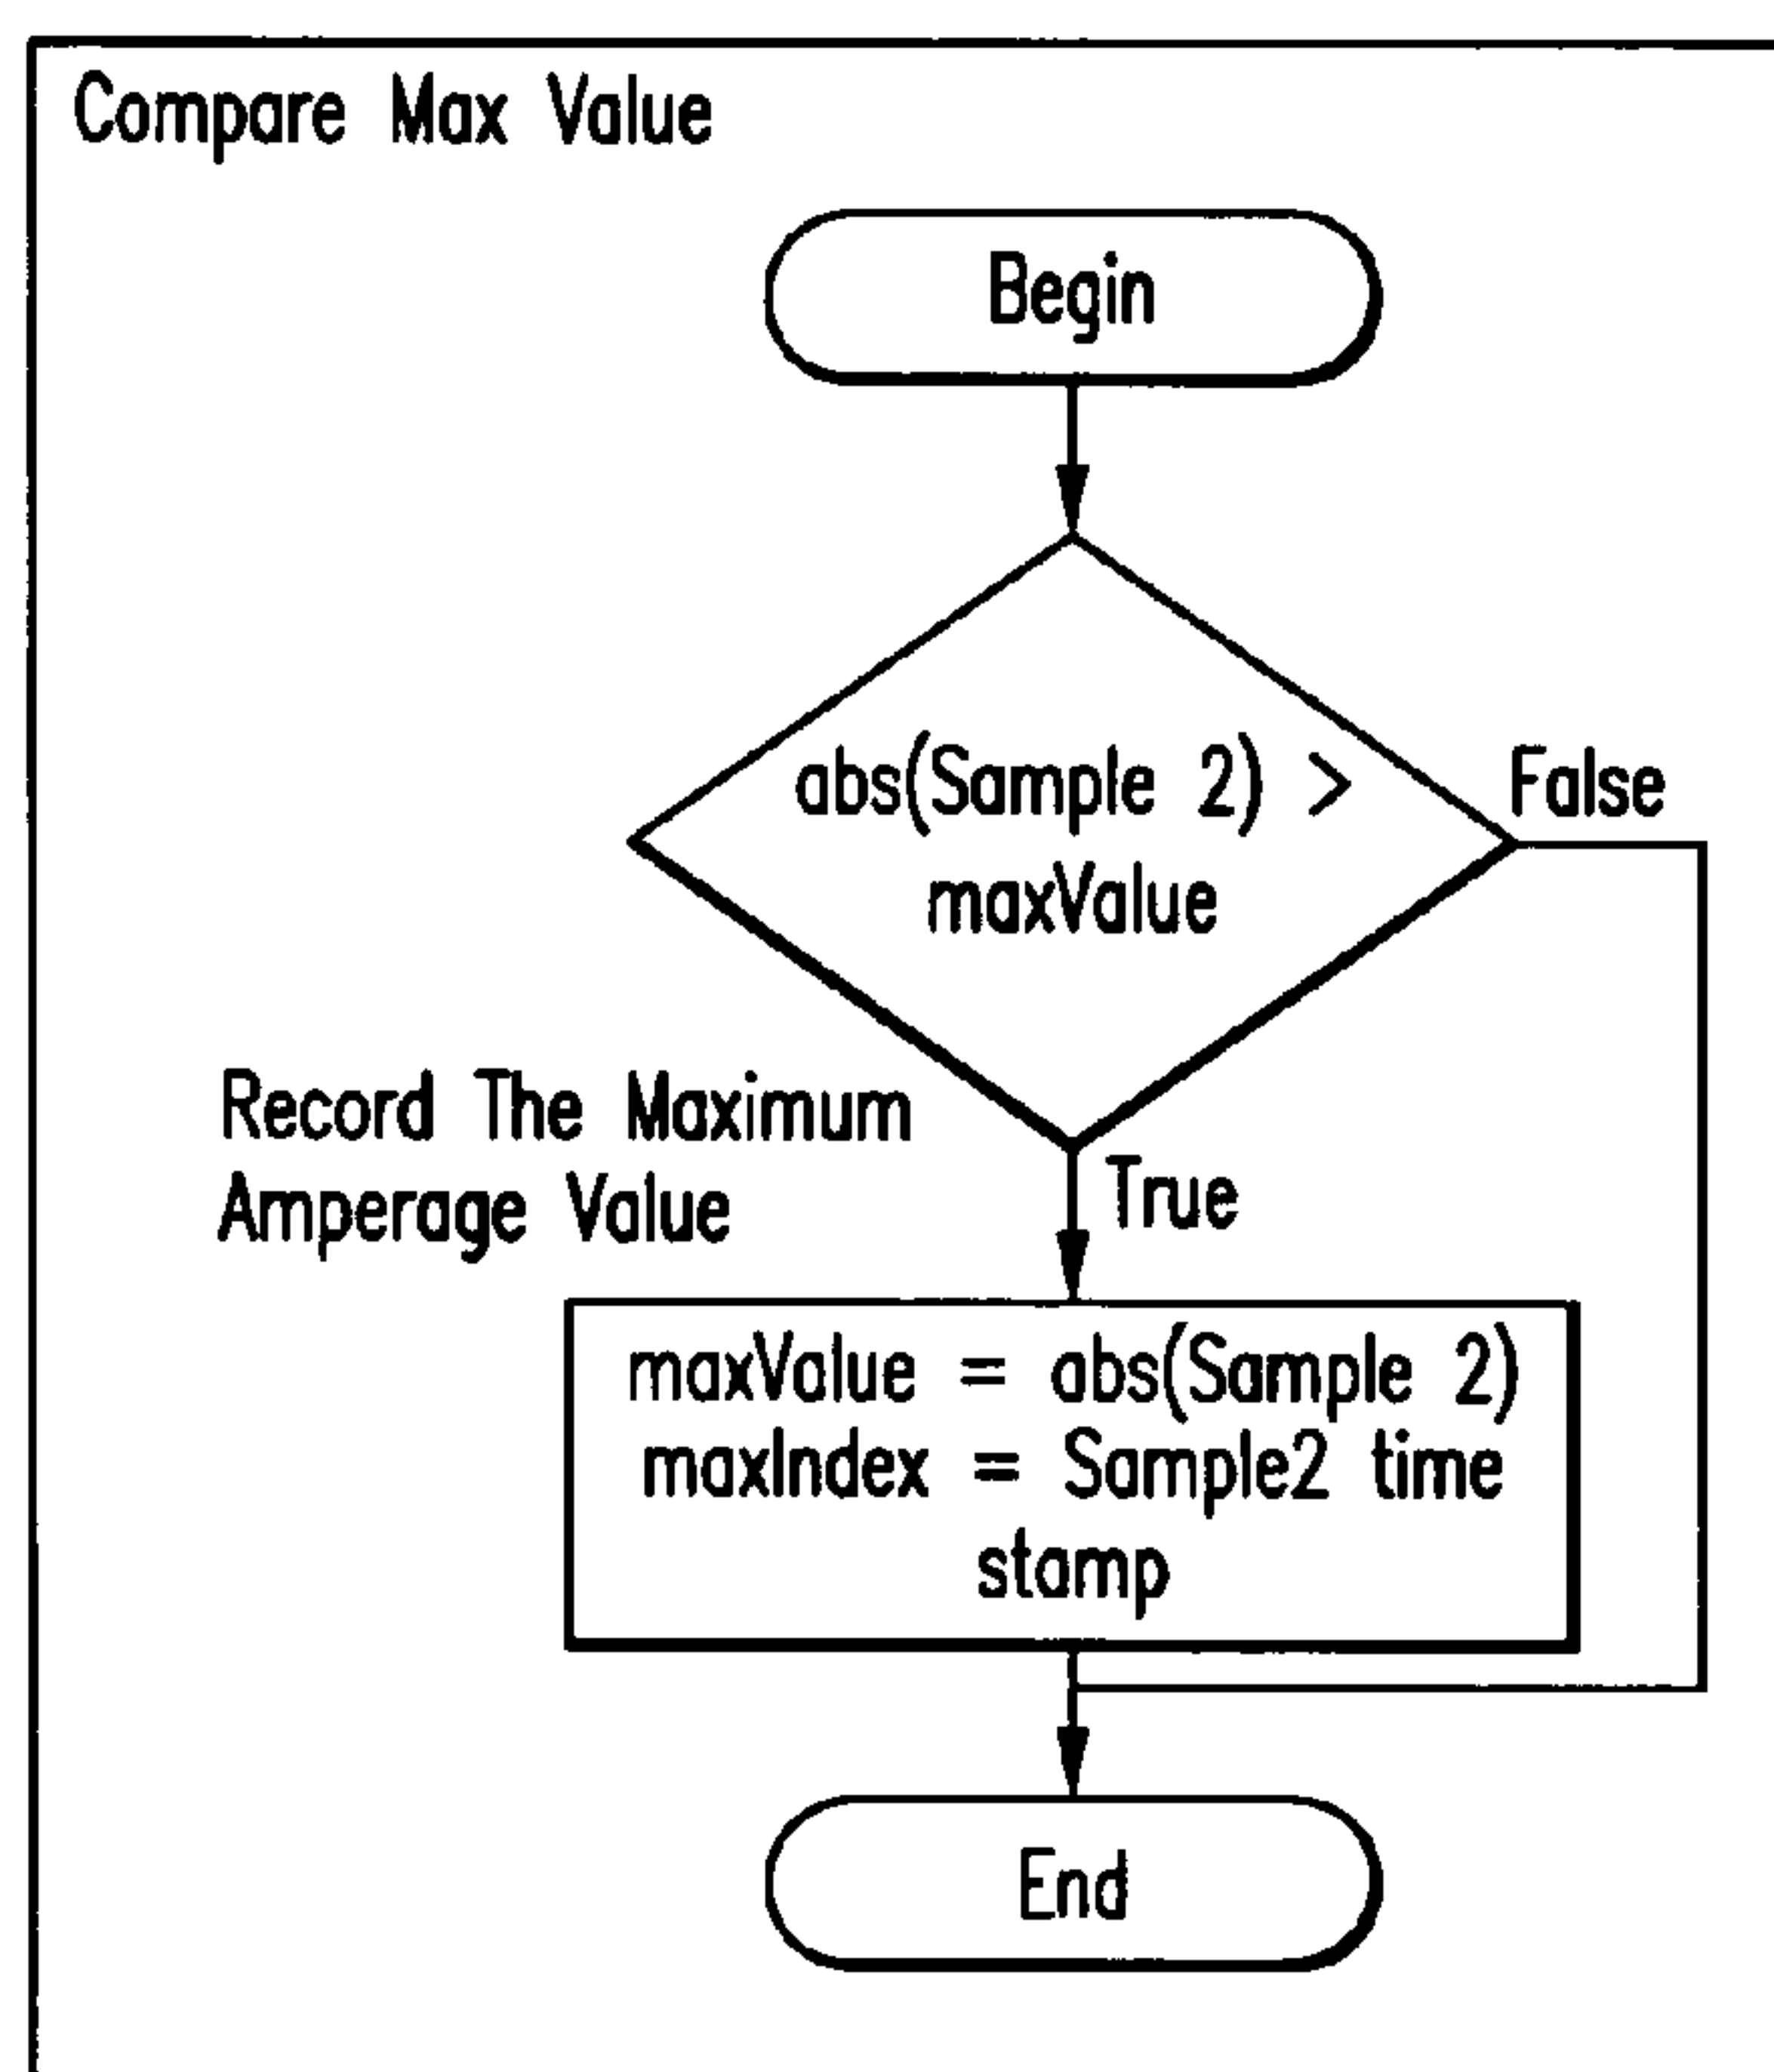 Compare Max Value
Begin
abs(Sample 2) >
maxValue
False
Record The Maximum
Amperage Value
True
maxValue = abs(Sample 2)
maxIndex = Sample2 time
stamp
End